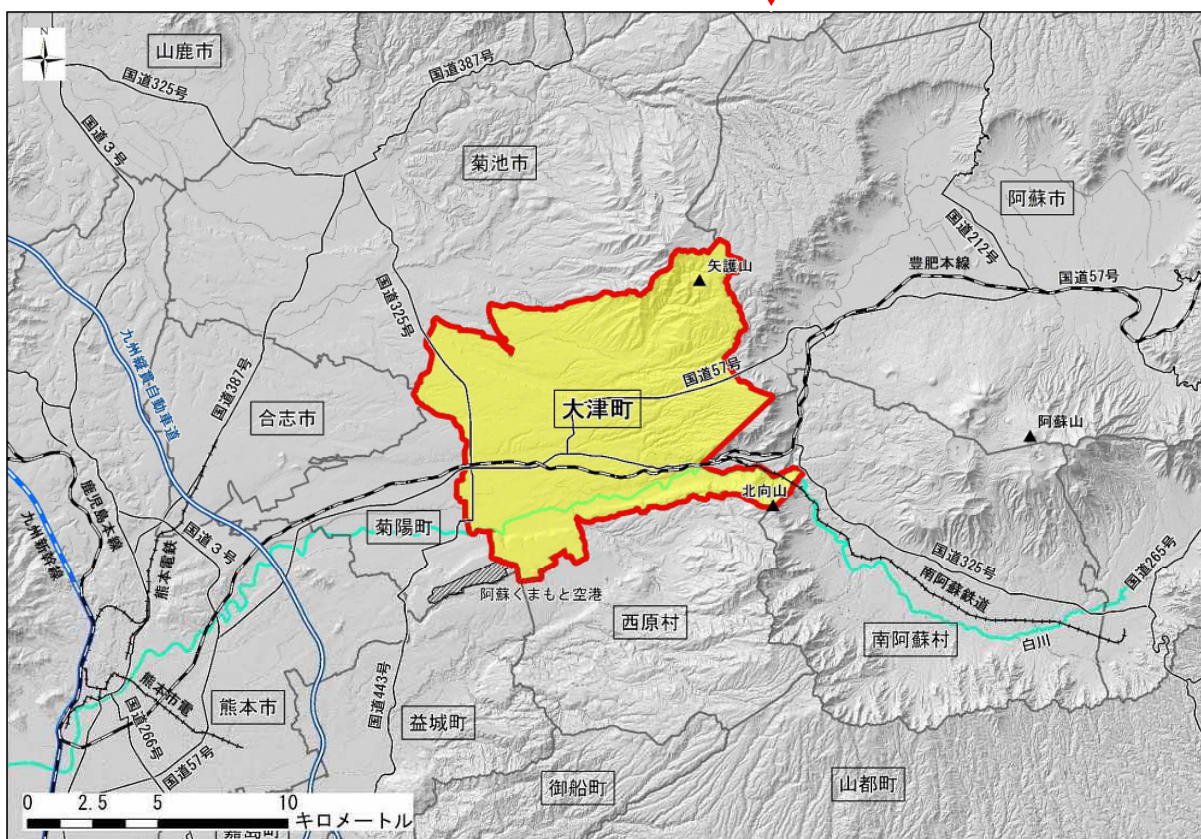 N
山鹿市
国道325号
国道387号
国道3号
菊池市
阿蘇市
国道212号
矢護山
豊肥本線
国道57号
国道325号
九州縦貫自動車道
国道387号
国道57号
合志市
大津町
阿蘇山
鹿児島本線
北向山
九州新幹線
国道3号
菊陽町
熊本電鉄
国道325号
国道265号
阿蘇くまもと空港
南阿蘇鉄道
西原村
南阿蘇村
白川
熊本市電
国道443号
熊本市
益城町
国道266号
国道57号
御船町
山都町
0 2.5 5 10
キロメートル